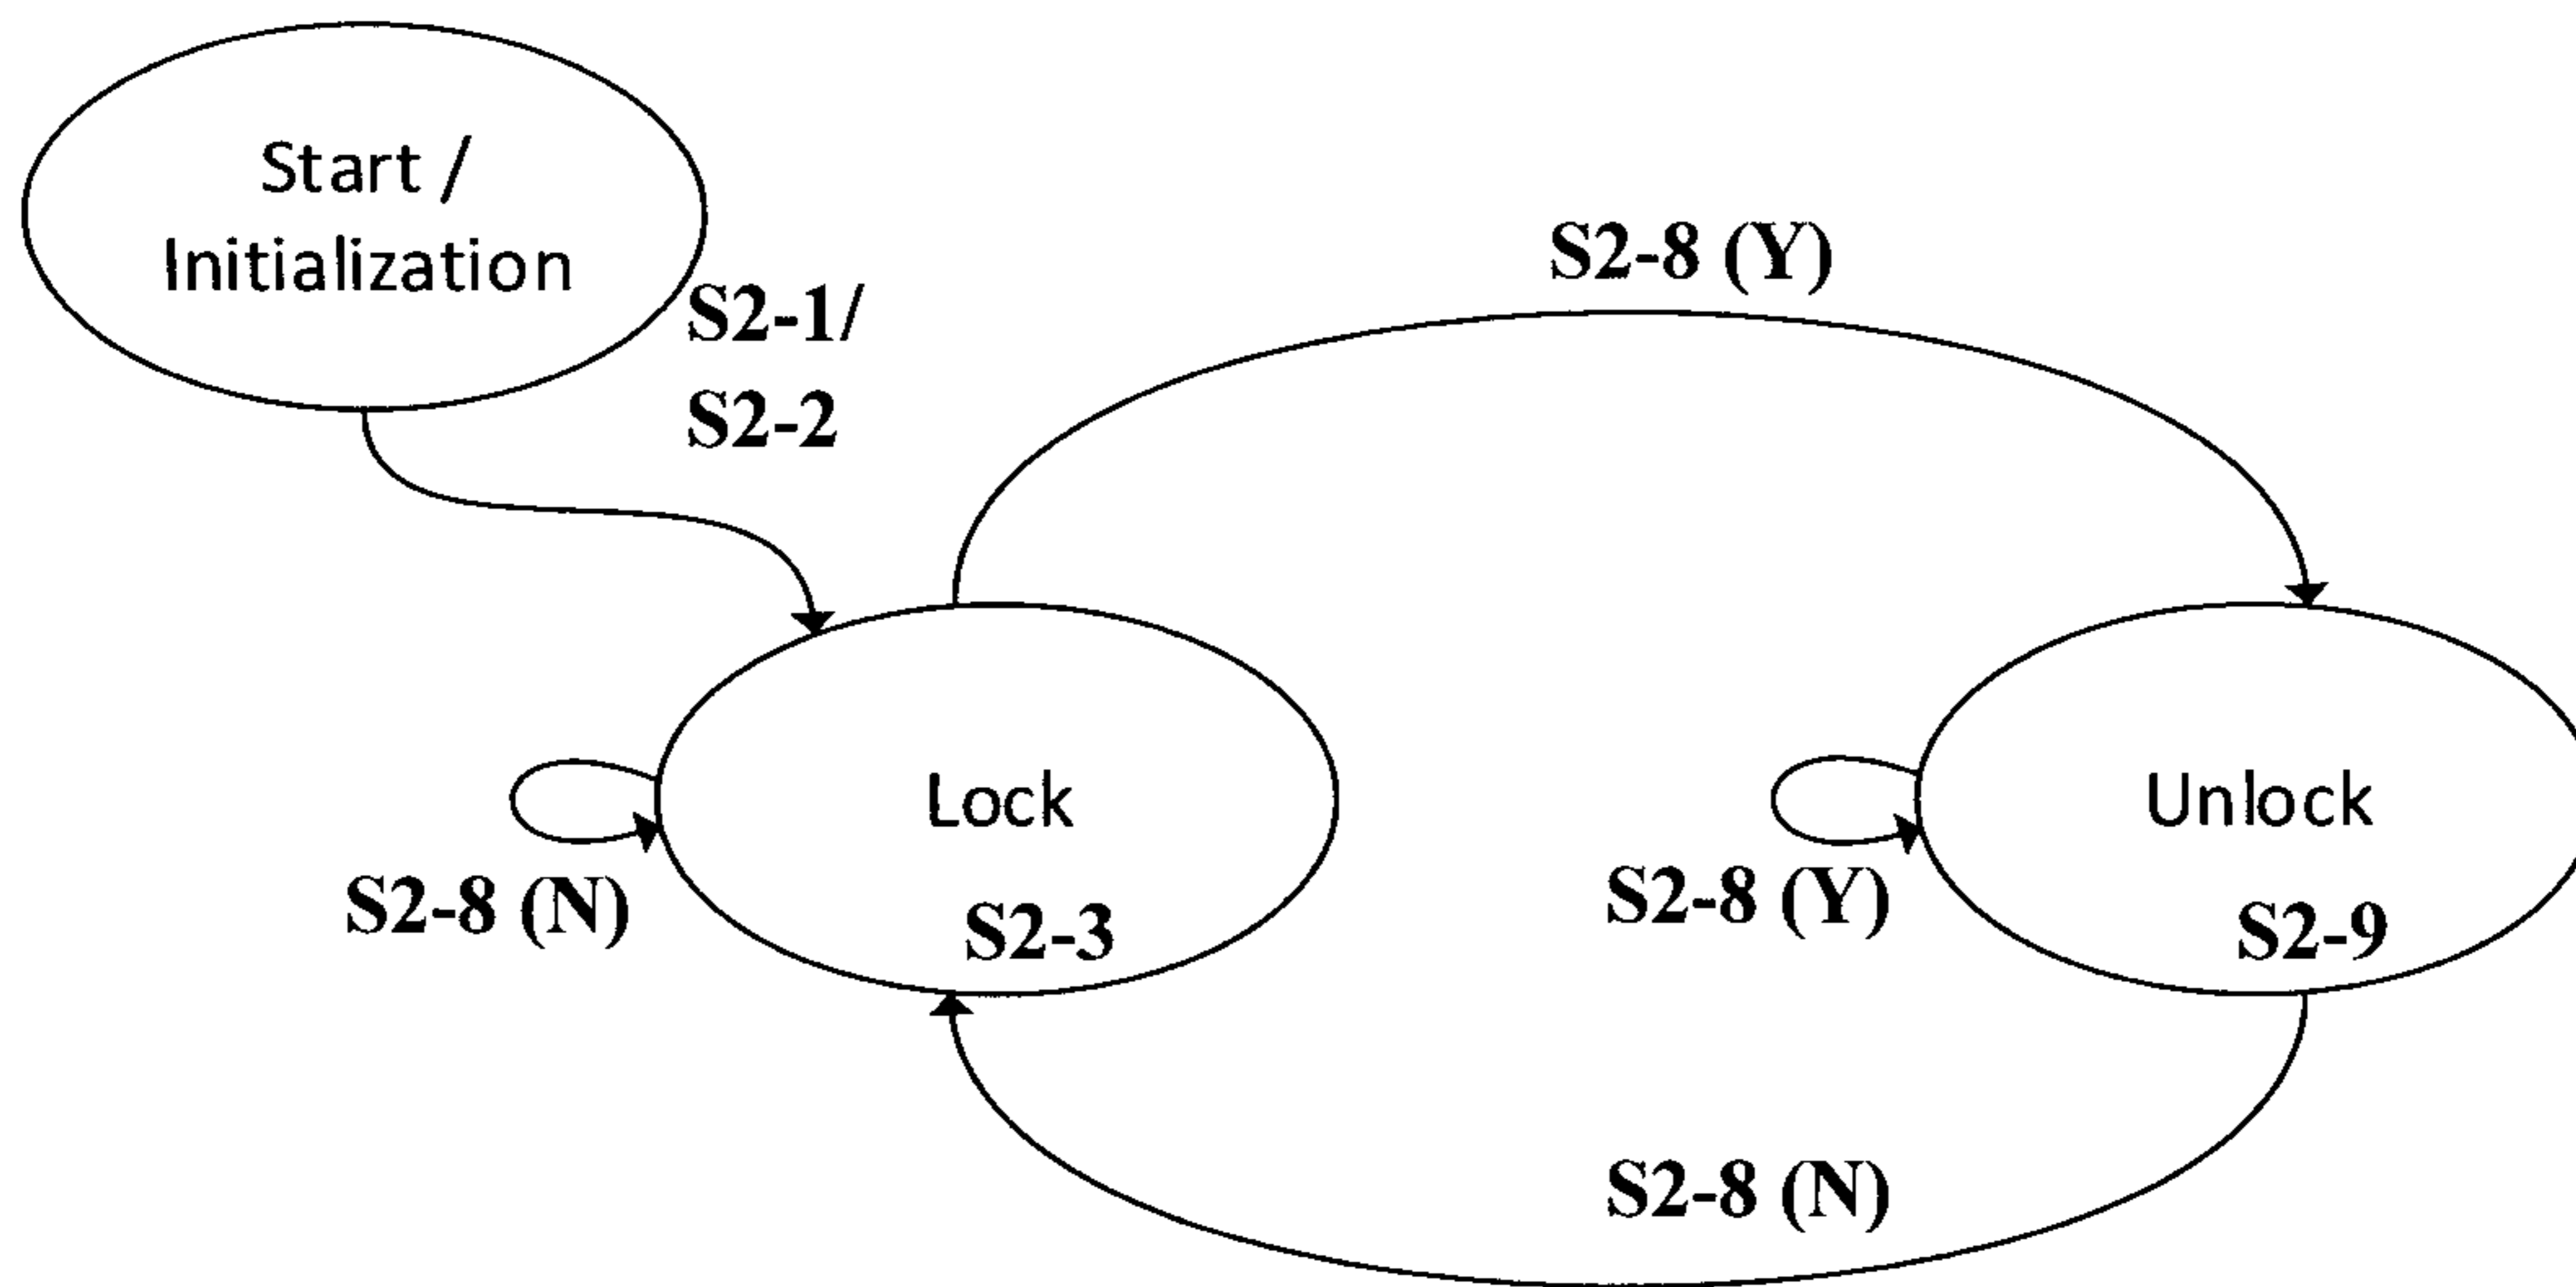 Start /
Initialization
S2-1/
S2-2
S2-8 (Y)
Lock
S2-3
S2-8 (N)
Unlock
S2-9
S2-8 (Y)
S2-8 (N)